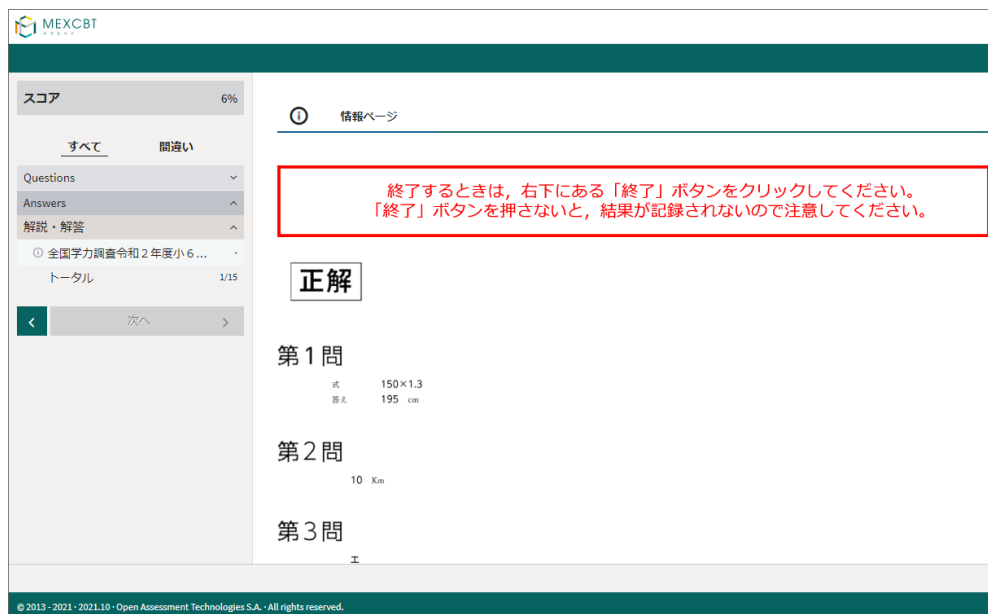 MEXCBT
メクビット
スコア 6%
すべて 間違い
Questions
Answers
解説・解答
全国学力調査令和２年度小６... -
トータル 1/15
次へ
情報ページ
終了するときは，右下にある「終了」ボタンをクリックしてください。
「終了」ボタンを押さないと，結果が記録されないので注意してください。
正解
第１問
式 150×1.3
答え 195 cm
第２問
10 Km
第３問
エ
© 2013 - 2021 · 2021.10 · Open Assessment Technologies S.A. · All rights reserved.